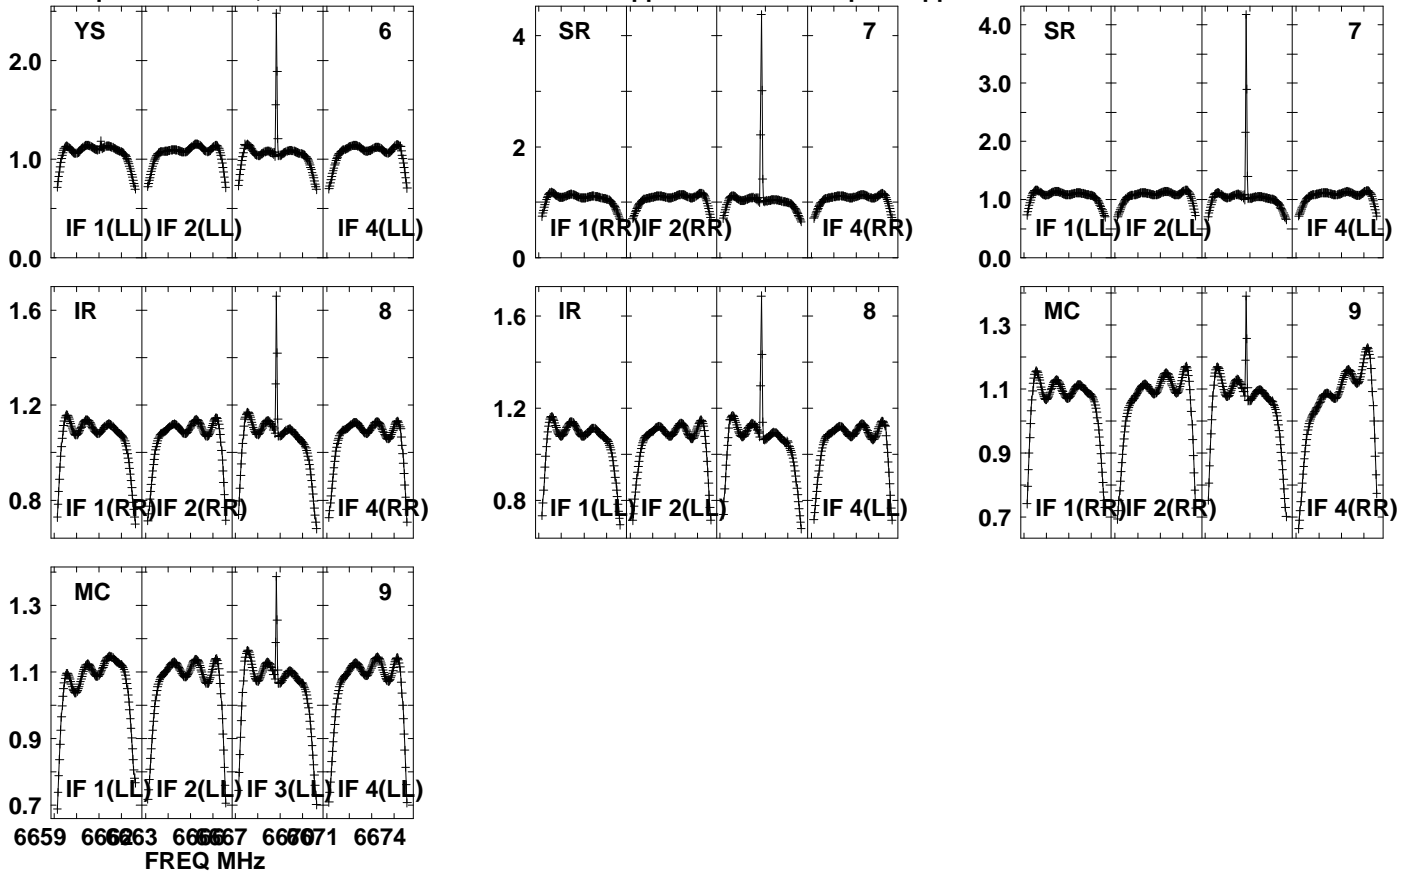 YS 6
2.0
1.0
0.0
IF 1(LL) IF 2(LL) IF 4(LL)
SR 7
4
2
0
IF 1(RR) IF 2(RR) IF 4(RR)
SR 7
4.0
3.0
2.0
1.0
0.0
IF 1(LL) IF 2(LL) IF 4(LL)
IR 8
1.6
1.2
0.8
IF 1(RR) IF 2(RR) IF 4(RR)
IR 8
1.6
1.2
0.8
IF 1(LL) IF 2(LL) IF 4(LL)
MC 9
1.3
1.1
0.9
0.7
IF 1(RR) IF 2(RR) IF 4(RR)
MC 9
1.3
1.1
0.9
0.7
IF 1(LL) IF 2(LL) IF 3(LL) IF 4(LL)
6659 6662 6663 6666 6667 6670 6671 6674
FREQ MHz